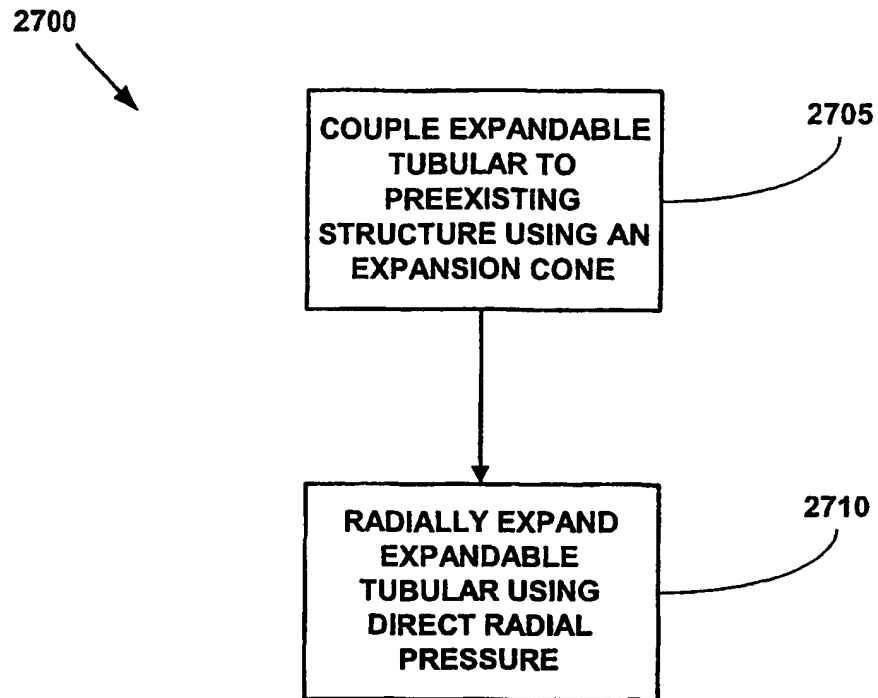 2700
COUPLE EXPANDABLE
TUBULAR TO
PREEXISTING
STRUCTURE USING AN
EXPANSION CONE
2705
RADIALLY EXPAND
EXPANDABLE
TUBULAR USING
DIRECT RADIAL
PRESSURE
2710